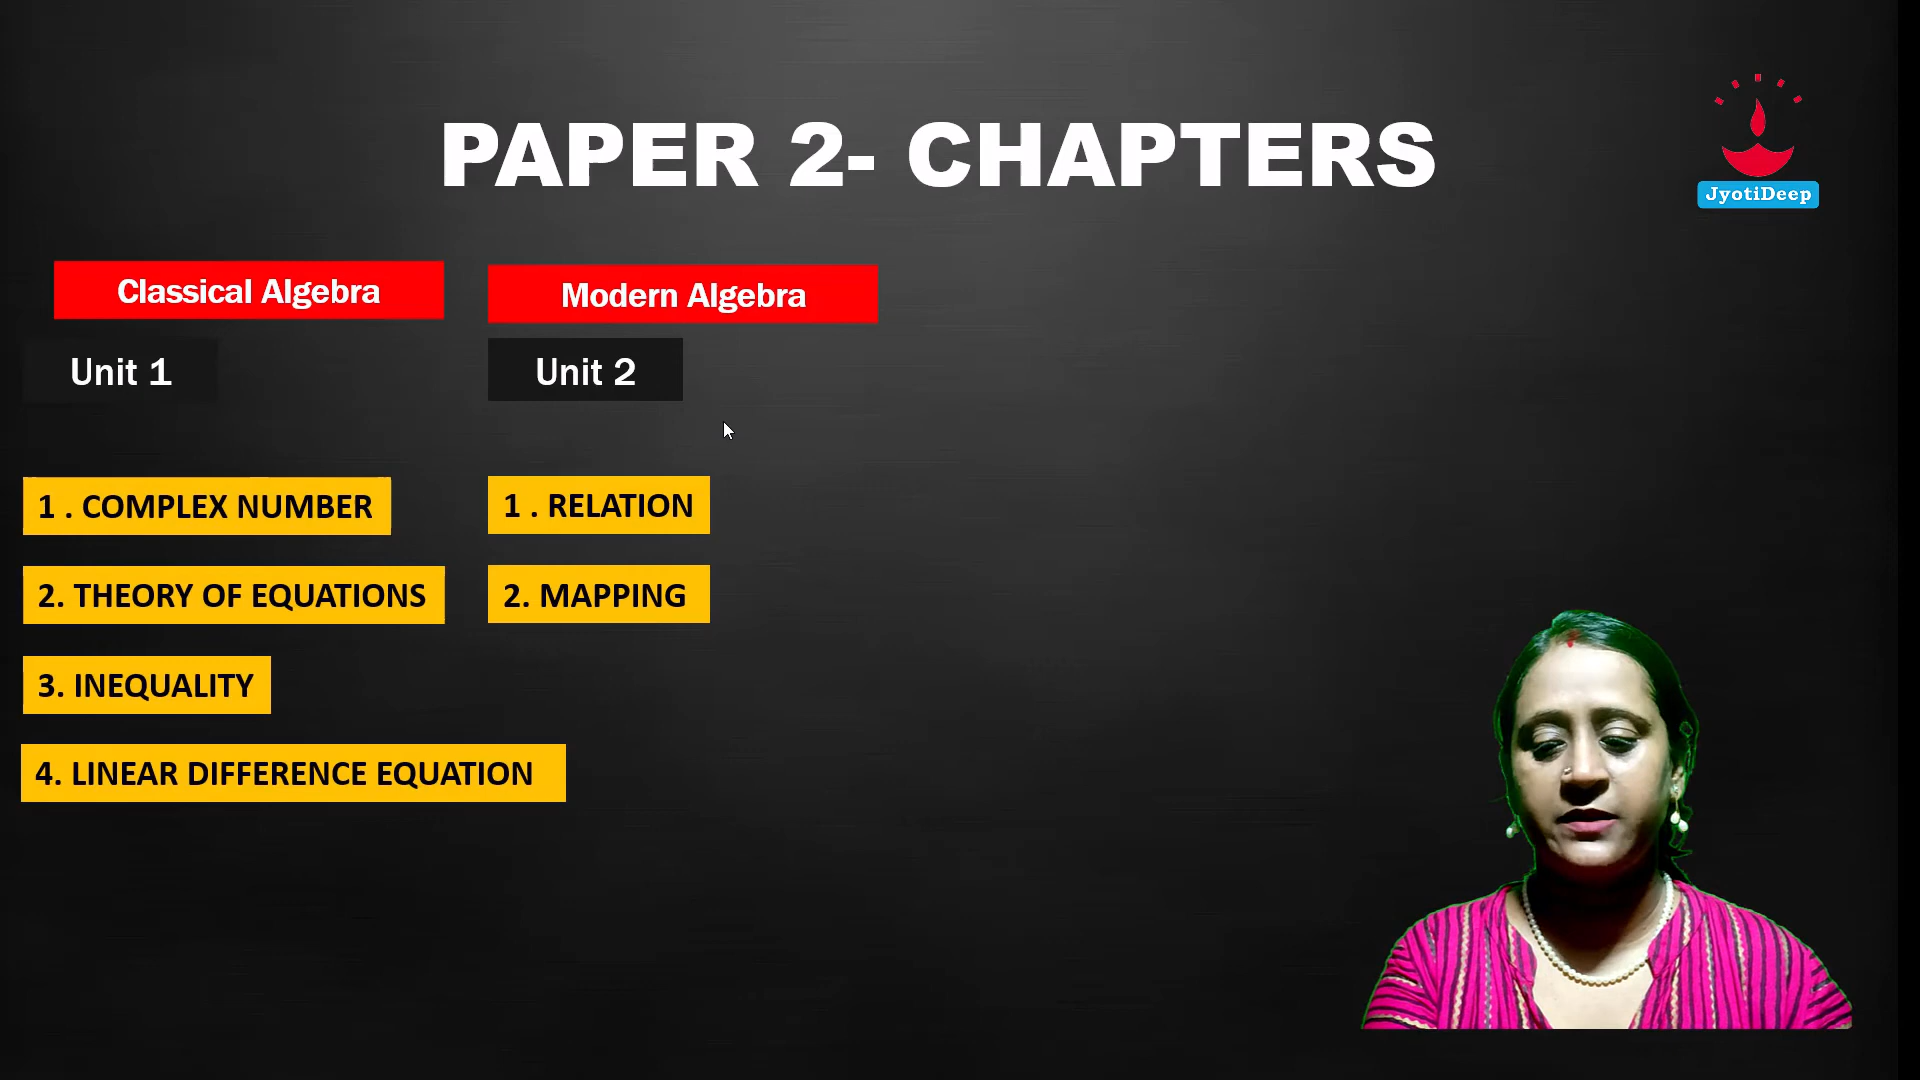 PAPER 2- CHAPTERS
JyotiDeep
Classical Algebra
Modern Algebra
Unit 1
Unit 2
1 . COMPLEX NUMBER
1 . RELATION
2. THEORY OF EQUATIONS
2. MAPPING
3. INEQUALITY
4. LINEAR DIFFERENCE EQUATION